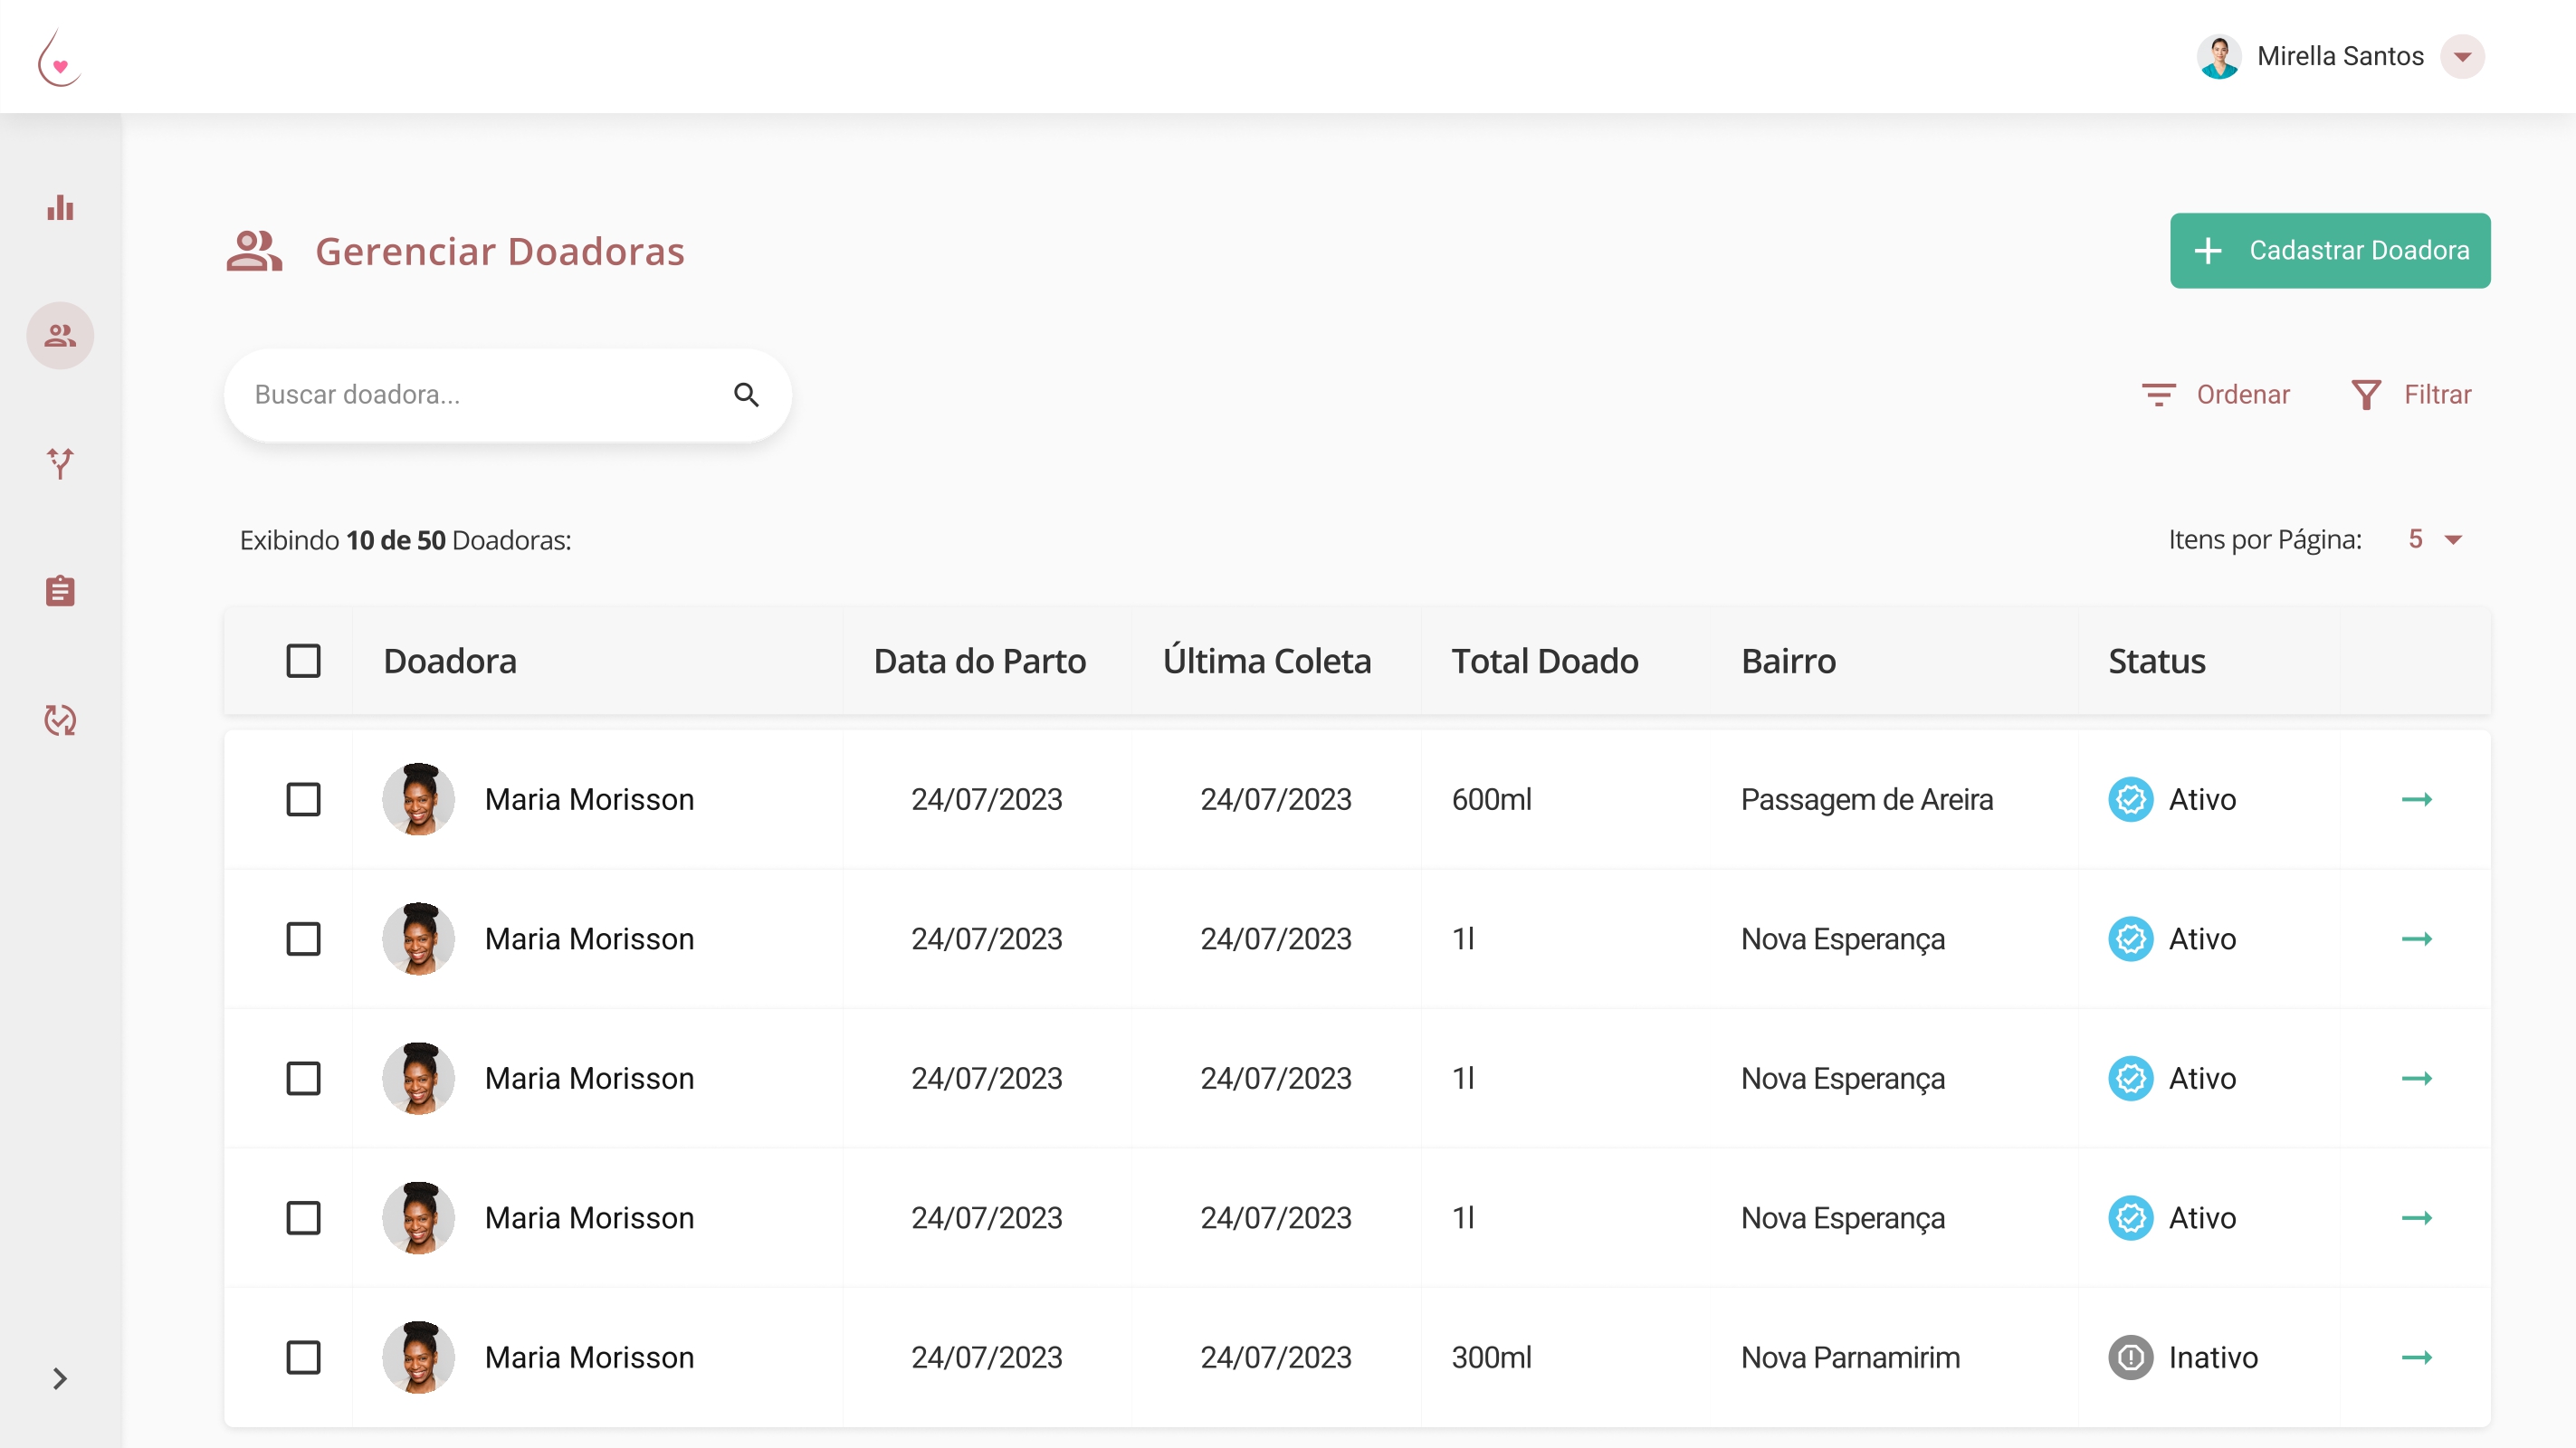 Mirella Santos
Gerenciar Doadoras
Cadastrar Doadora
Buscar doadora...
Ordenar
Filtrar
Exibindo 10 de 50 Doadoras:
Itens por Página: 5
Doadora Data do Parto Última Coleta Total Doado Bairro Status
Maria Morisson 24/07/2023 24/07/2023 600ml Passagem de Areira Ativo
Maria Morisson 24/07/2023 24/07/2023 1l Nova Esperança Ativo
Maria Morisson 24/07/2023 24/07/2023 1l Nova Esperança Ativo
Maria Morisson 24/07/2023 24/07/2023 1l Nova Esperança Ativo
Maria Morisson 24/07/2023 24/07/2023 300ml Nova Parnamirim Inativo